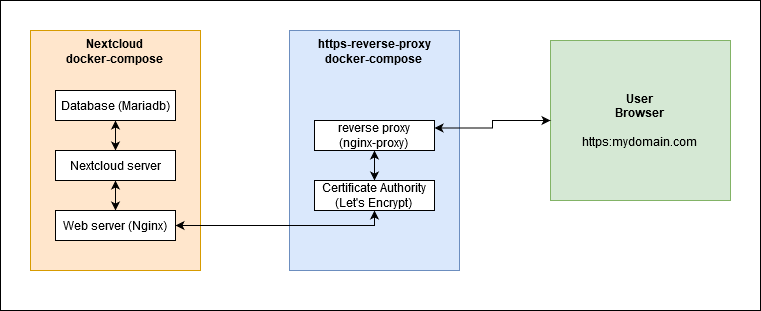 Nextcloud
docker-compose
Database (Mariadb)
Nextcloud server
Web server (Nginx)
https-reverse-proxy
docker-compose
reverse proxy
(nginx-proxy)
Certificate Authority
(Let's Encrypt)
User
Browser
https:mydomain.com